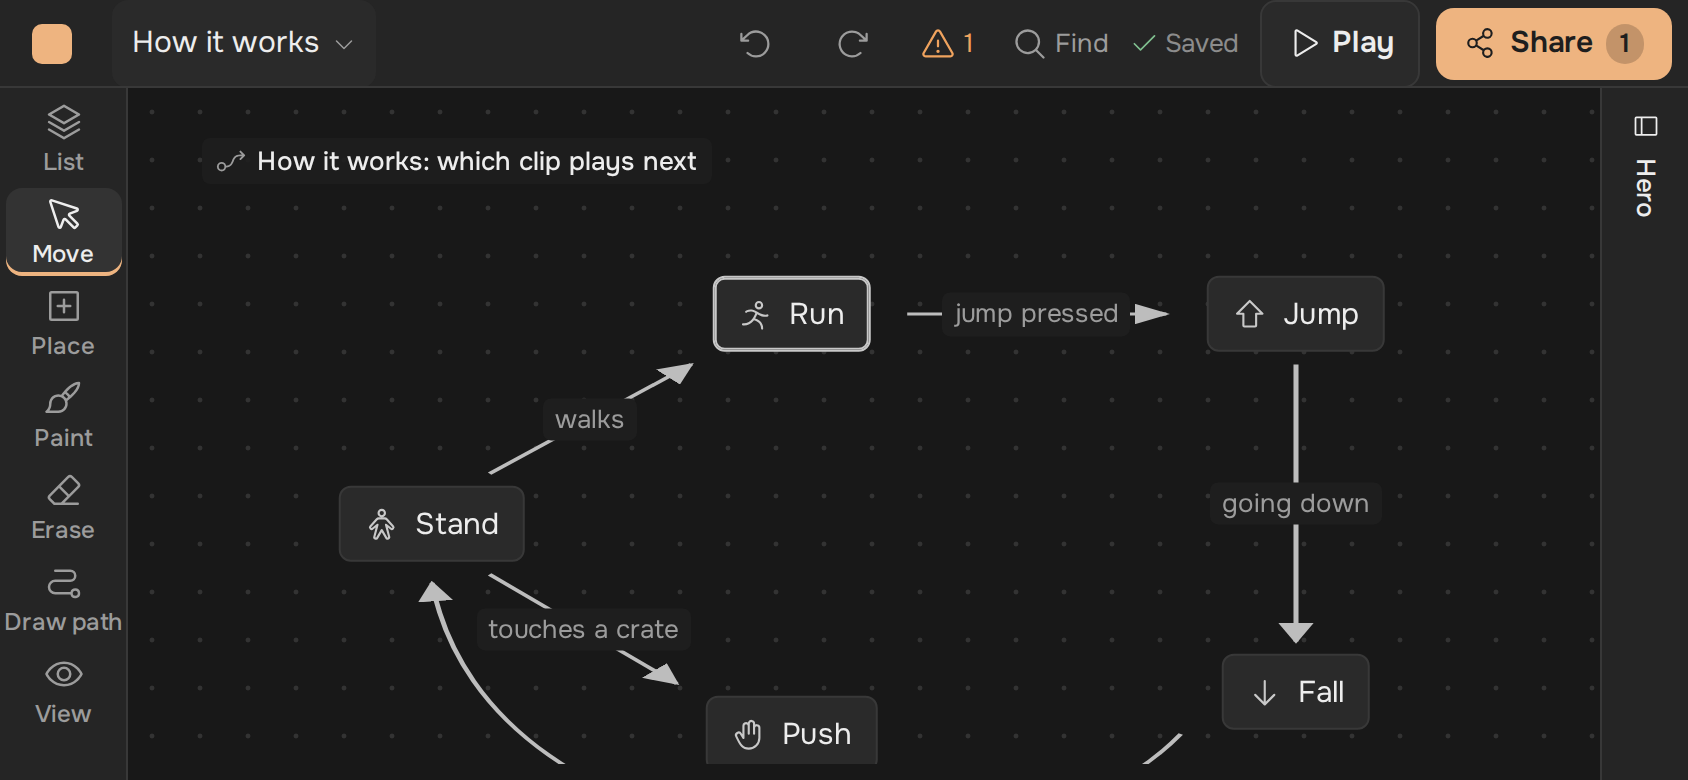 How it works
1
Find
Saved
Play
Share 1
List
Move
Place
Paint
Erase
Draw path
View
How it works: which clip plays next
Run
jump pressed
Jump
walks
going down
Stand
touches a crate
Fall
Push
Hero